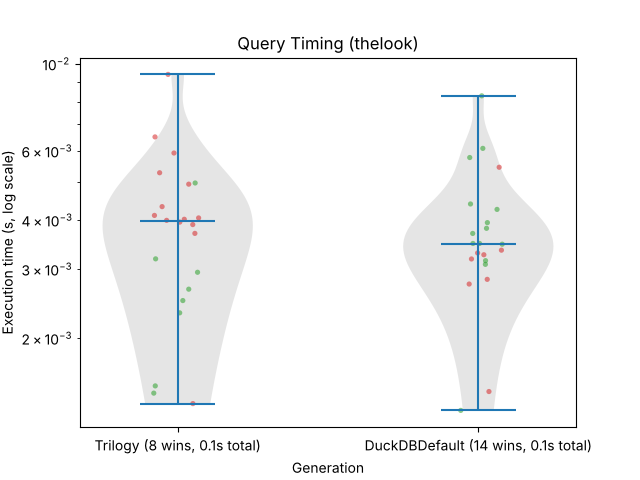 Query Timing (thelook)
10⁻²
6 × 10⁻³
4 × 10⁻³
3 × 10⁻³
2 × 10⁻³
Execution time (s, log scale)
Trilogy (8 wins, 0.1s total)
DuckDBDefault (14 wins, 0.1s total)
Generation